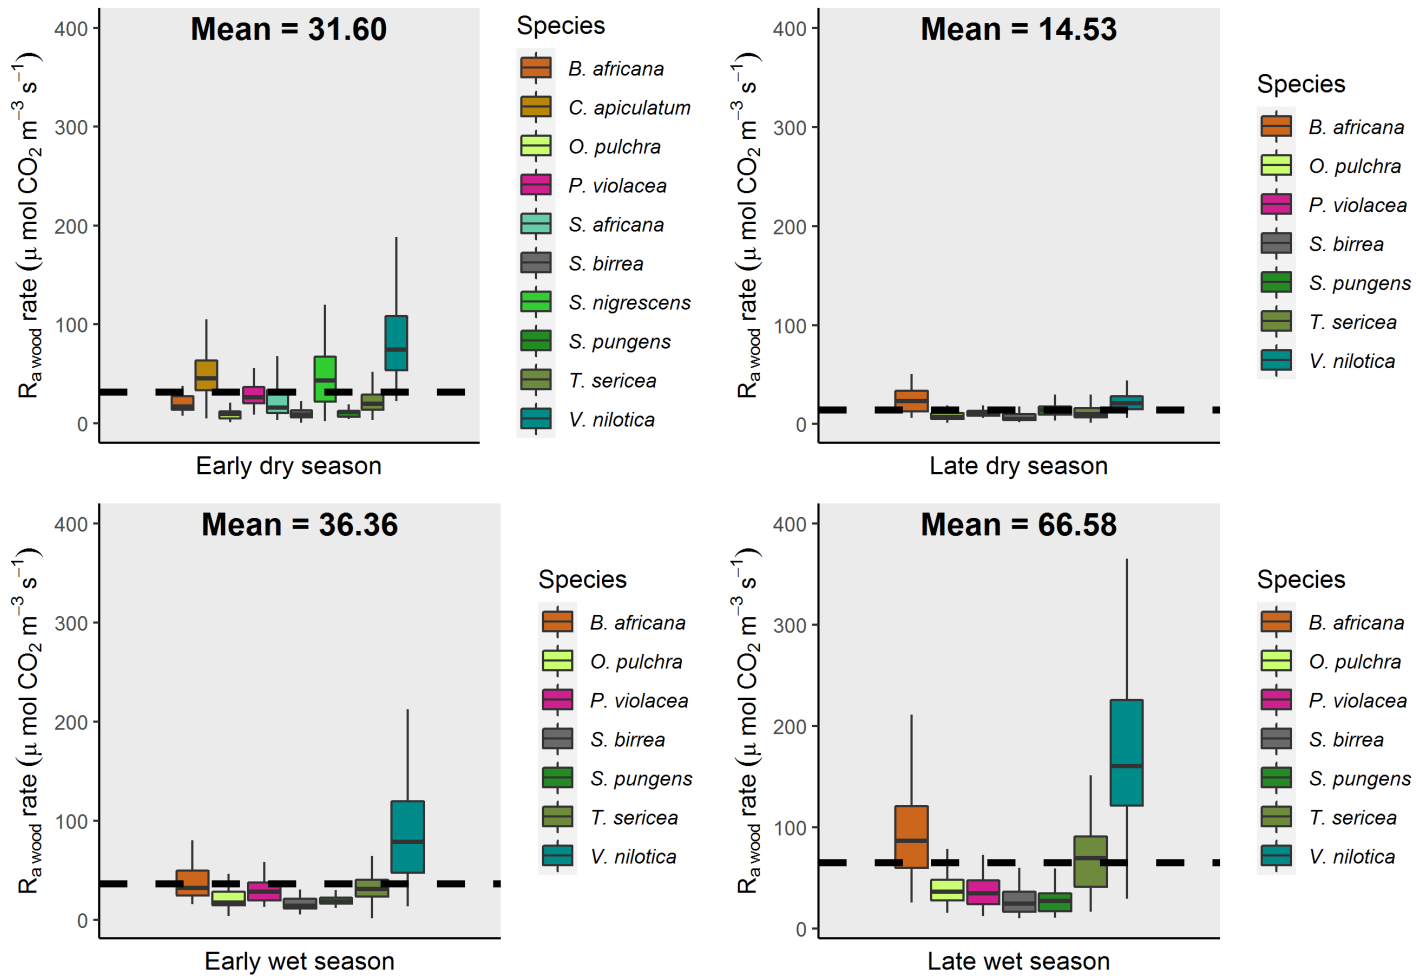 Mean = 31.60
R a wood rate (μ mol CO2 m−3 s−1)
400
300
200
100
0
Early dry season
Species
B. africana
C. apiculatum
O. pulchra
P. violacea
S. africana
S. birrea
S. nigrescens
S. pungens
T. sericea
V. nilotica
Mean = 14.53
R a wood rate (μ mol CO2 m−3 s−1)
400
300
200
100
0
Late dry season
Species
B. africana
O. pulchra
P. violacea
S. birrea
S. pungens
T. sericea
V. nilotica
Mean = 36.36
R a wood rate (μ mol CO2 m−3 s−1)
400
300
200
100
0
Early wet season
Species
B. africana
O. pulchra
P. violacea
S. birrea
S. pungens
T. sericea
V. nilotica
Mean = 66.58
R a wood rate (μ mol CO2 m−3 s−1)
400
300
200
100
0
Late wet season
Species
B. africana
O. pulchra
P. violacea
S. birrea
S. pungens
T. sericea
V. nilotica